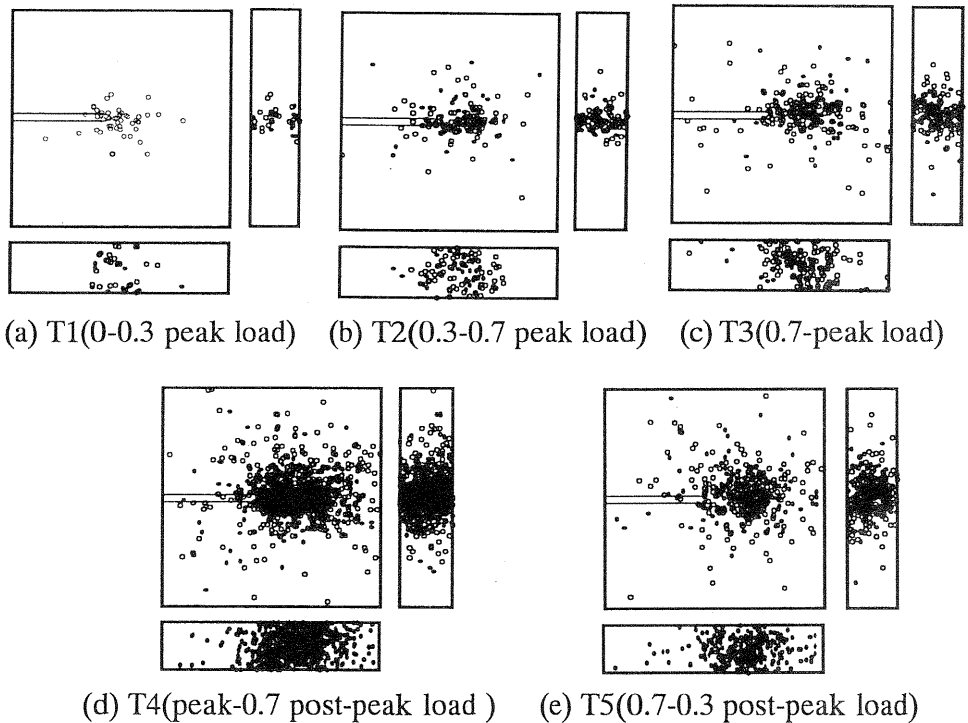 (a) T1(0-0.3 peak load)
(b) T2(0.3-0.7 peak load)
(c) T3(0.7-peak load)
(d) T4(peak-0.7 post-peak load )
(e) T5(0.7-0.3 post-peak load)